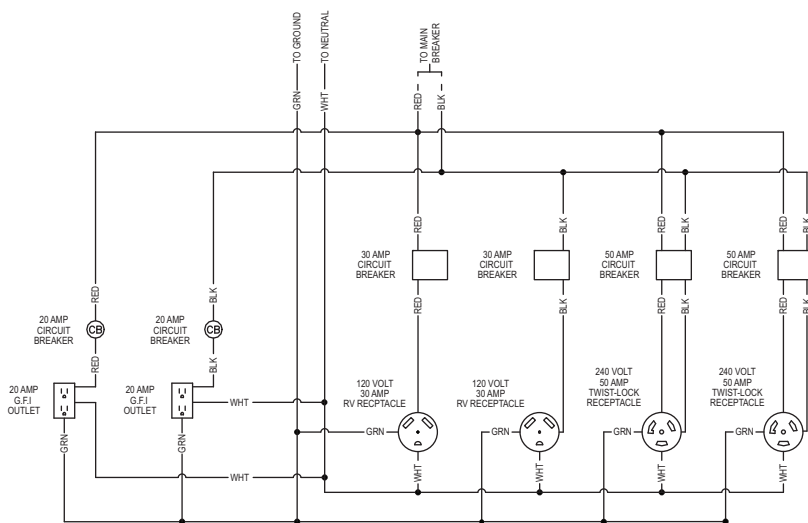 TO GROUND
TO NEUTRAL
TO MAIN
BREAKER
GRN
WHT
RED
BLK
RED
BLK
RED
BLK
RED
BLK
30 AMP
CIRCUIT
BREAKER
30 AMP
CIRCUIT
BREAKER
50 AMP
CIRCUIT
BREAKER
50 AMP
CIRCUIT
BREAKER
RED
BLK
RED
BLK
RED
BLK
RED
BLK
20 AMP
CIRCUIT
BREAKER
CB
20 AMP
CIRCUIT
BREAKER
CB
RED
BLK
20 AMP
G.F.I
OUTLET
20 AMP
G.F.I
OUTLET
120 VOLT
30 AMP
RV RECPTACLE
120 VOLT
30 AMP
RV RECEPTACLE
240 VOLT
50 AMP
TWIST-LOCK
RECEPTACLE
240 VOLT
50 AMP
TWIST-LOCK
RECEPTACLE
WHT
GRN
GRN
GRN
GRN
GRN
GRN
WHT
WHT
WHT
WHT
WHT